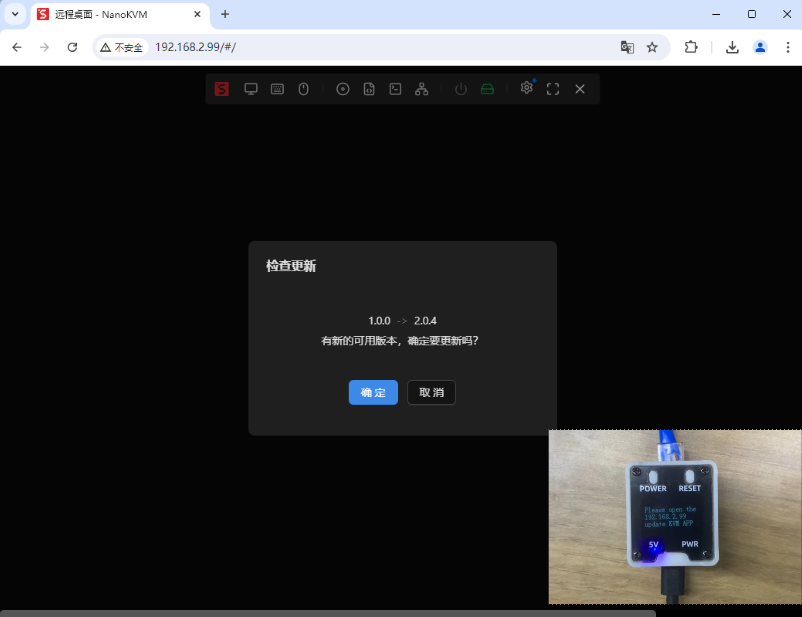 远程桌面 - NanoKVM
不安全
192.168.2.99/#/
检查更新
1.0.0 -> 2.0.4
有新的可用版本，确定要更新吗？
确 定
取 消
POWER
RESET
Please open the
192.168.2.99
update KVM APP
5V
PWR